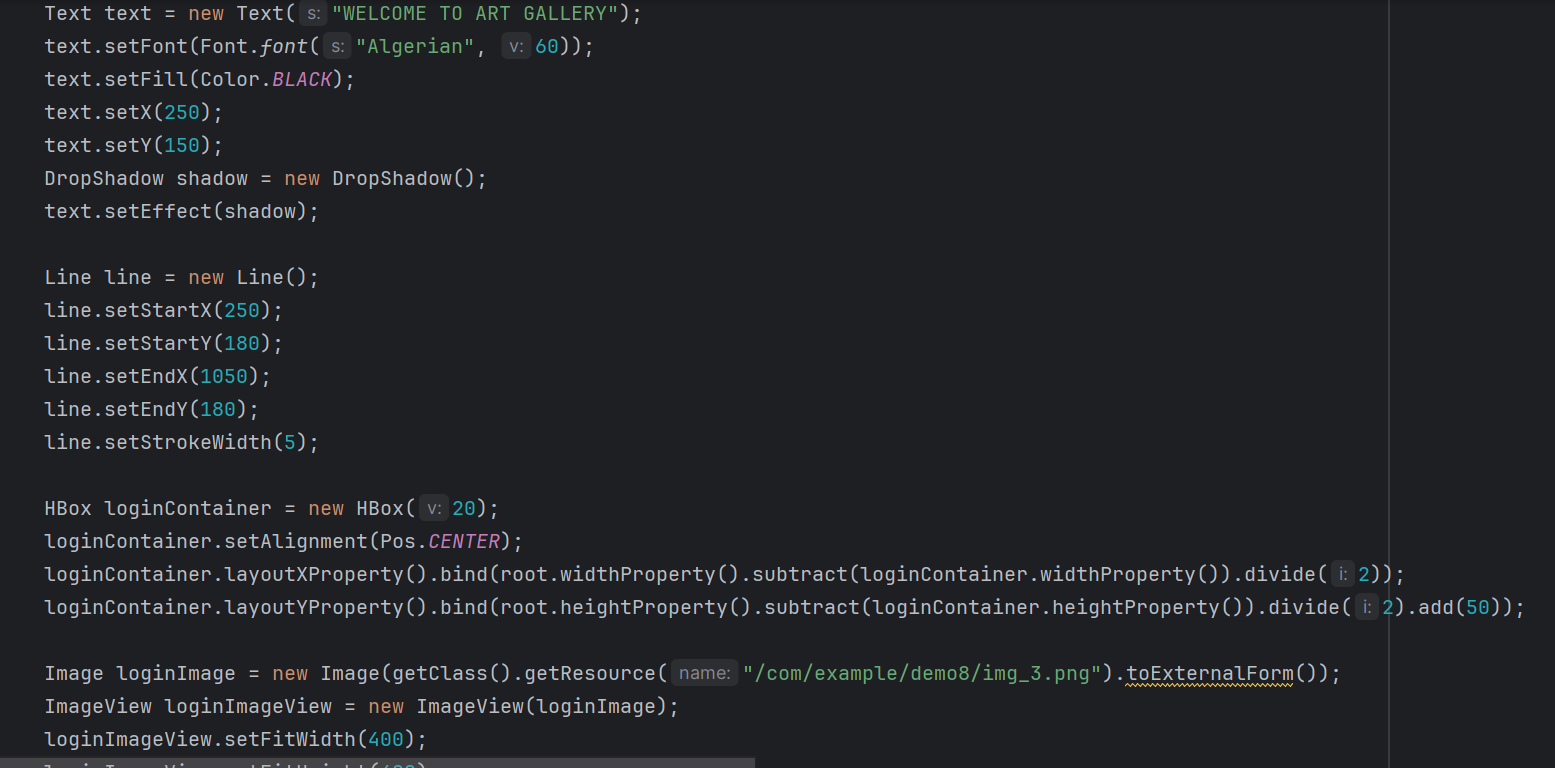 Text text = new Text( s: "WELCOME TO ART GALLERY");
text.setFont(Font.font( s: "Algerian", v: 60));
text.setFill(Color.BLACK);
text.setX(250);
text.setY(150);
DropShadow shadow = new DropShadow();
text.setEffect(shadow);
Line line = new Line();
line.setStartX(250);
line.setStartY(180);
line.setEndX(1050);
line.setEndY(180);
line.setStrokeWidth(5);
HBox loginContainer = new HBox( v: 20);
loginContainer.setAlignment(Pos.CENTER);
loginContainer.layoutXProperty().bind(root.widthProperty().subtract(loginContainer.widthProperty()).divide( i: 2));
loginContainer.layoutYProperty().bind(root.heightProperty().subtract(loginContainer.heightProperty()).divide( i: 2).add(50));
Image loginImage = new Image(getClass().getResource( name: "/com/example/demo8/img_3.png").toExternalForm());
ImageView loginImageView = new ImageView(loginImage);
loginImageView.setFitWidth(400);